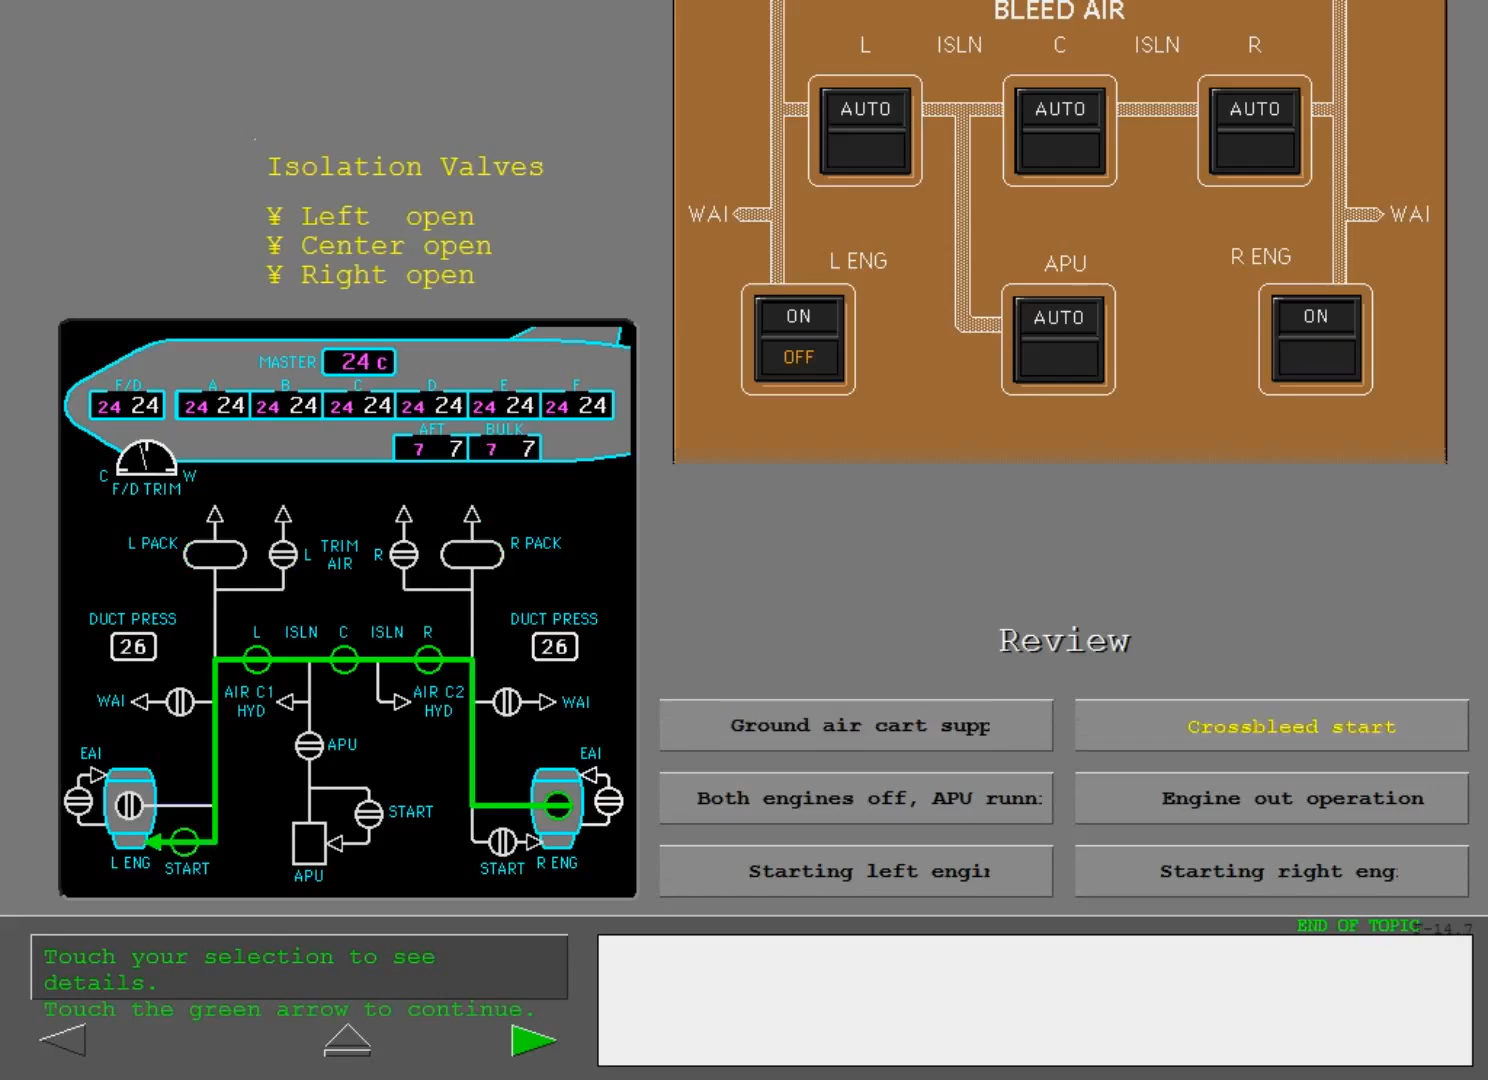 BLEED AIR
L ISLN C ISLN R
AUTO AUTO AUTO
WAI WAI
L ENG APU R ENG
ON AUTO ON
OFF
Isolation Valves
¥ Left open
¥ Center open
¥ Right open
MASTER 24 c
F/D A B C D E F
24 24 24 24 24 24 24 24 24 24 24 24 24 24
AFT BULK
7 7 7 7
C W
F/D TRIM
L PACK L TRIM AIR R R PACK
DUCT PRESS DUCT PRESS
26 26
L ISLN C ISLN R
WAI AIR C1 HYD AIR C2 HYD WAI
APU
EAI EAI
START
L ENG START START R ENG
APU
Review
Ground air cart supp
Crossbleed start
Both engines off, APU runn
Engine out operation
Starting left engi
Starting right eng
END OF TOPIC
-14.7
Touch your selection to see
details.
Touch the green arrow to continue.